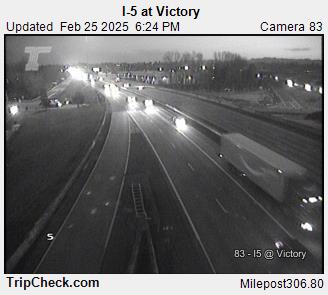 I-5 at Victory
Updated Feb 25 2025 6:24 PM Camera 83
T
S
83 - I5 @ Victory
TripCheck.com Milepost306.80